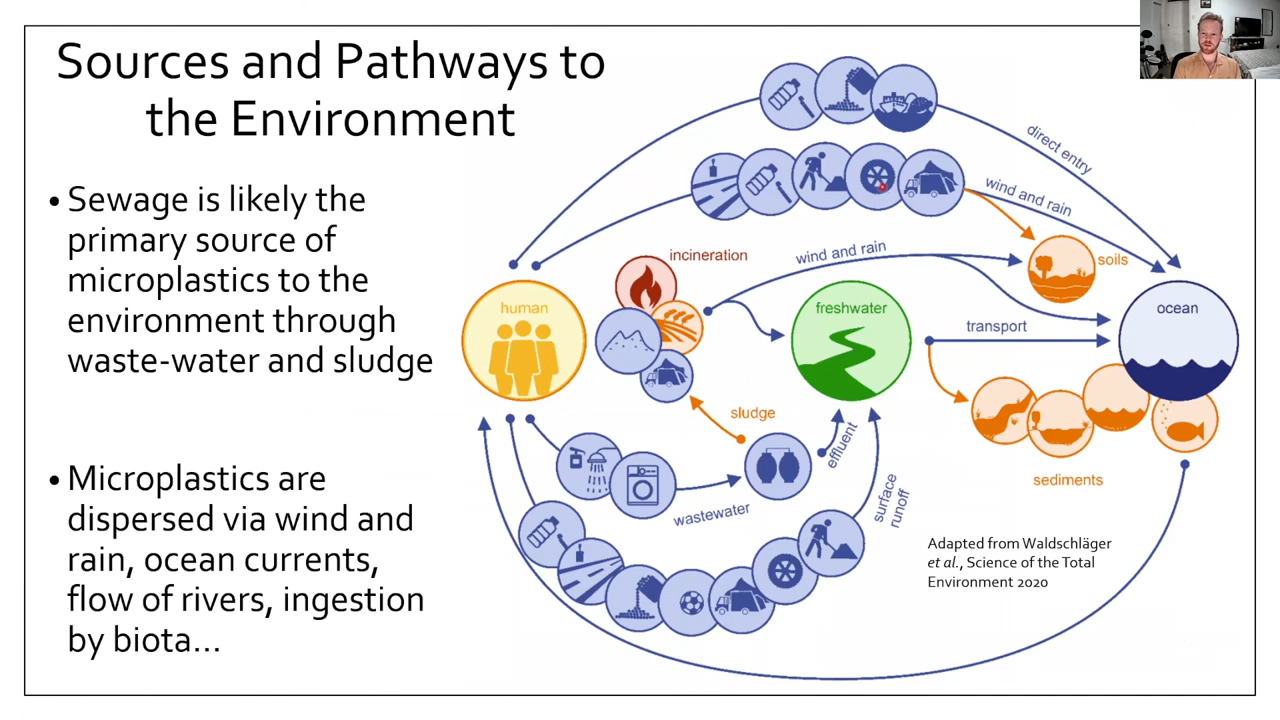 Sources and Pathways to
the Environment
• Sewage is likely the
primary source of
microplastics to the
environment through
waste-water and sludge
• Microplastics are
dispersed via wind and
rain, ocean currents,
flow of rivers, ingestion
by biota...
direct entry
wind and rain
incineration
wind and rain
soils
human
freshwater
ocean
transport
sludge
effluent
sediments
wastewater
surface
runoff
Adapted from Waldschläger
et al., Science of the Total
Environment 2020